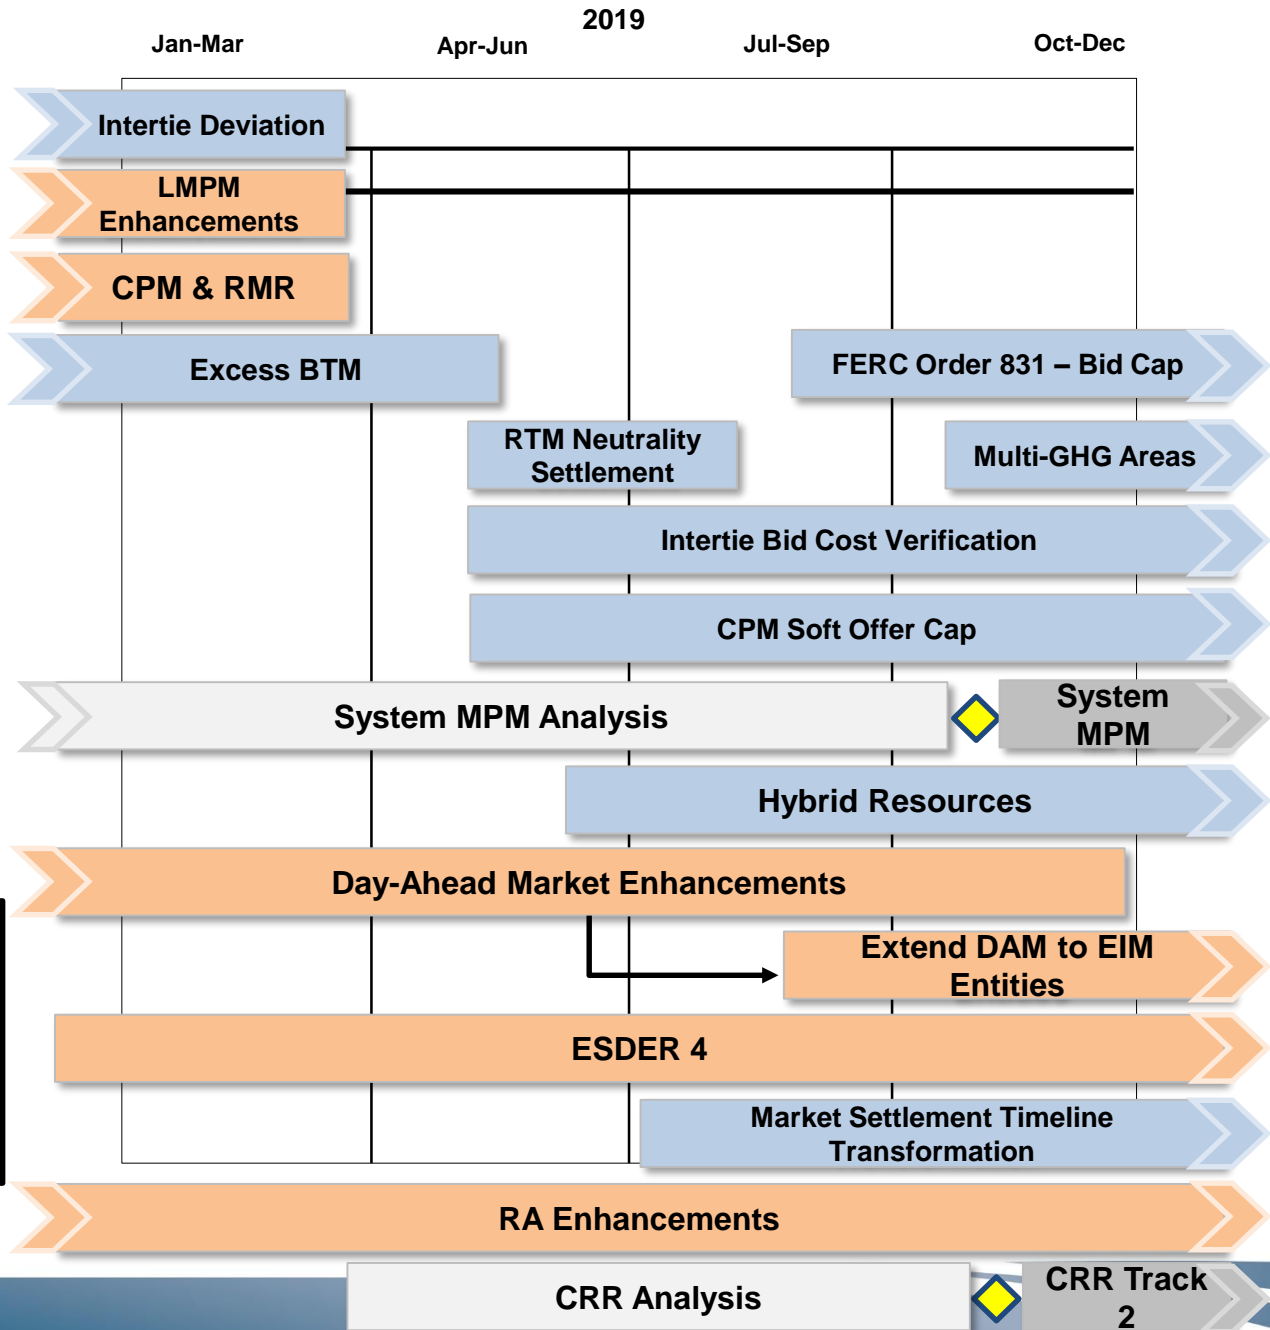 2019
Jan-Mar Apr-Jun Jul-Sep Oct-Dec
Intertie Deviation
LMPM
Enhancements
CPM & RMR
Excess BTM
FERC Order 831 – Bid Cap
RTM Neutrality
Settlement
Multi-GHG Areas
Intertie Bid Cost Verification
CPM Soft Offer Cap
System MPM Analysis
System
MPM
Hybrid Resources
Day-Ahead Market Enhancements
Extend DAM to EIM
Entities
ESDER 4
Market Settlement Timeline
Transformation
RA Enhancements
CRR Analysis
CRR Track
2